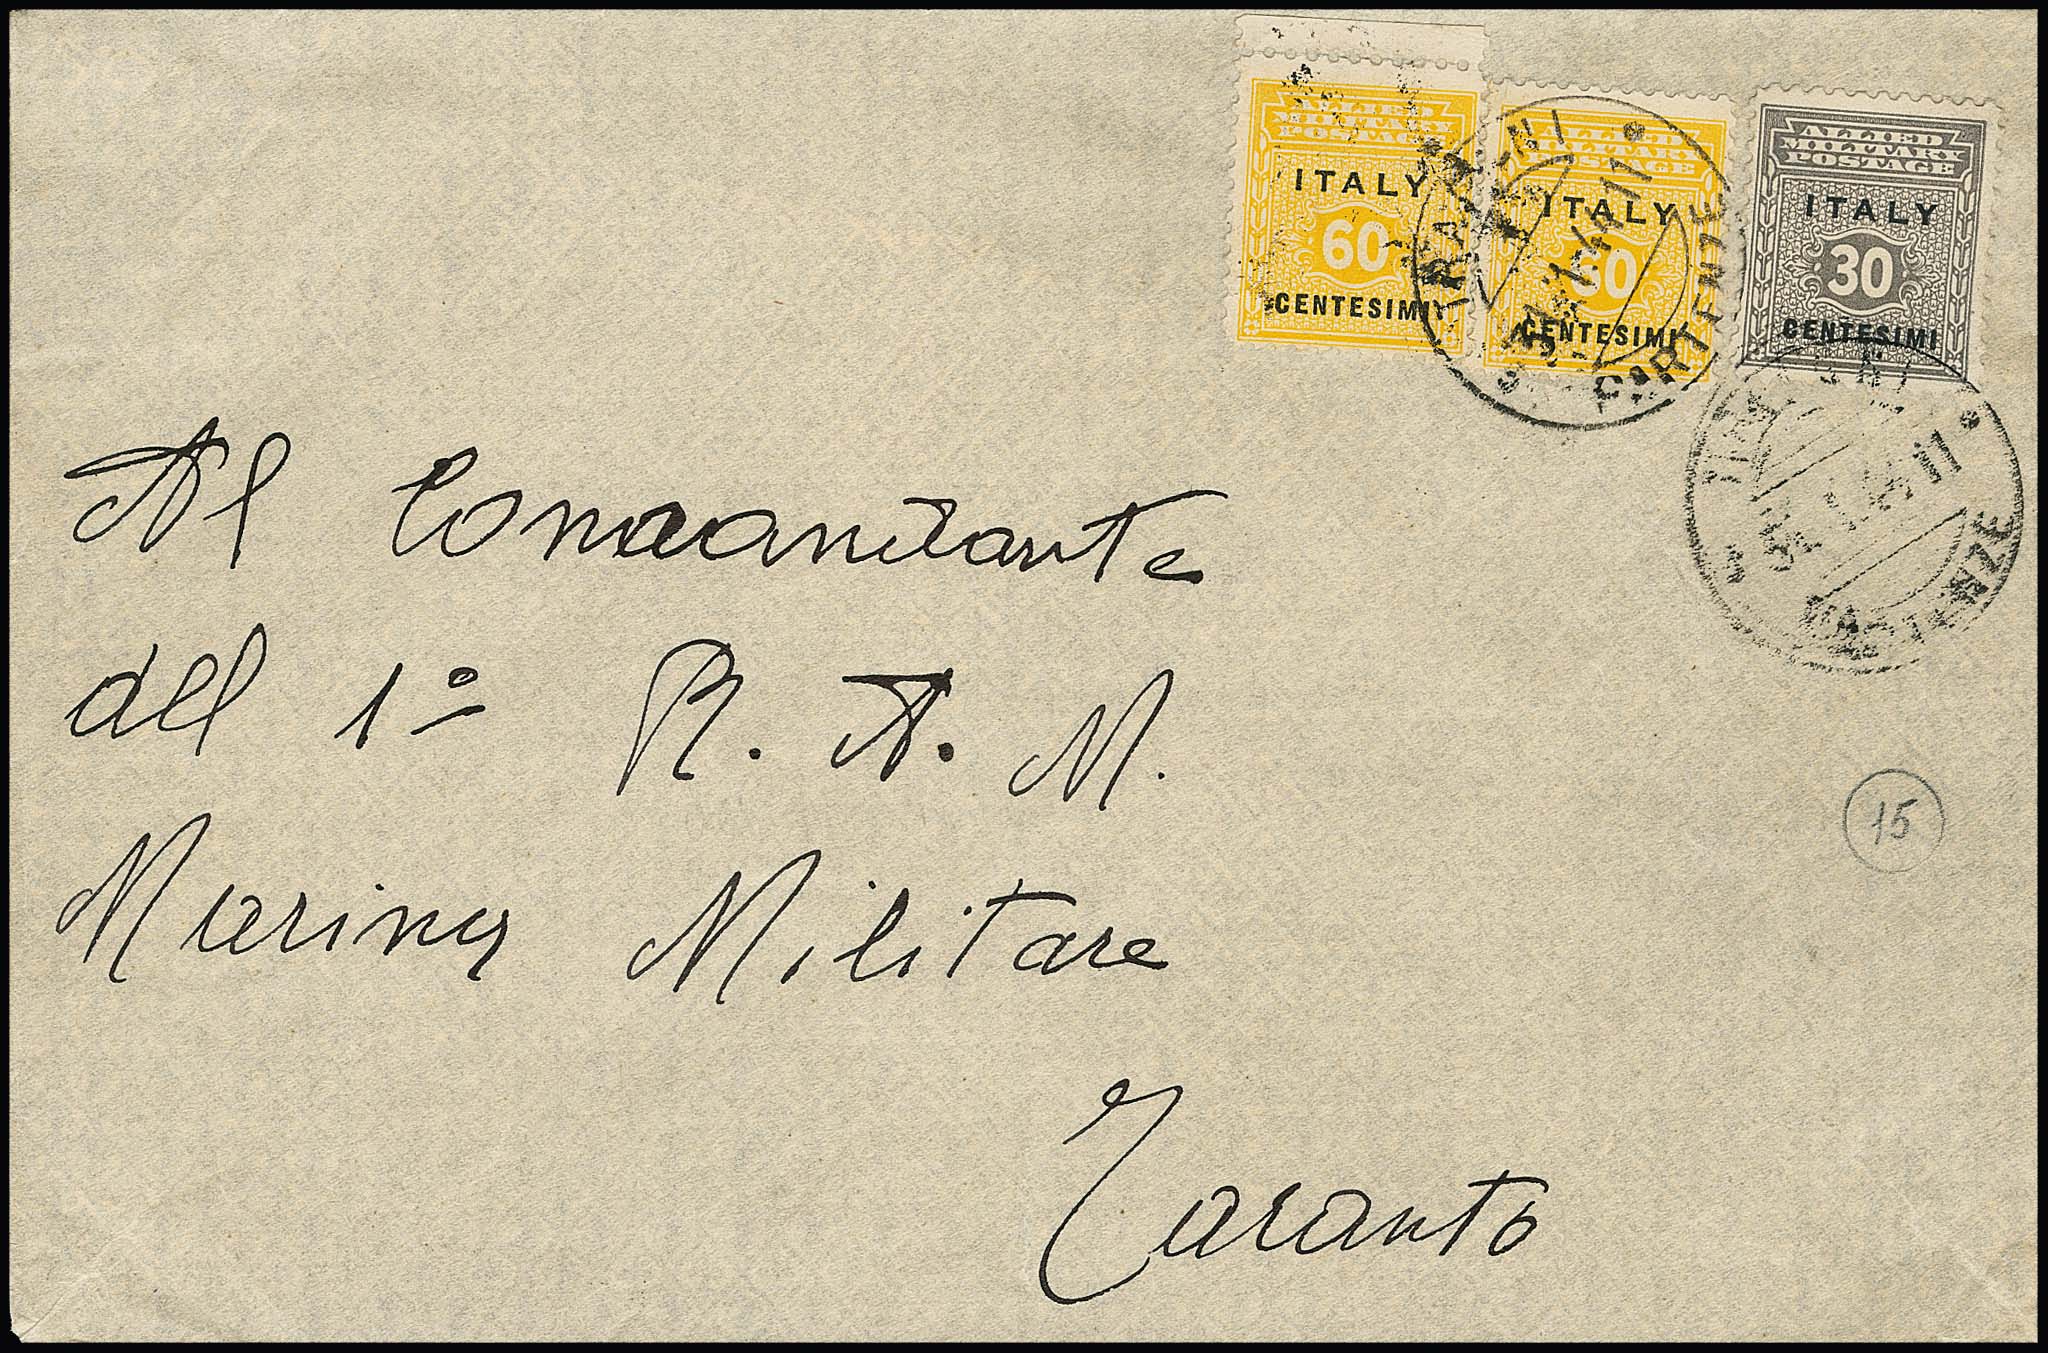 ALLIED
MILITARY
POSTAGE
ITALY
60
CENTESIMI
ALLIED
MILITARY
POSTAGE
ITALY
60
CENTESIMI
ALLIED
MILITARY
POSTAGE
ITALY
30
CENTESIMI
Al Comandante
del 1º R. A. M.
Marina Militare
Taranto
15